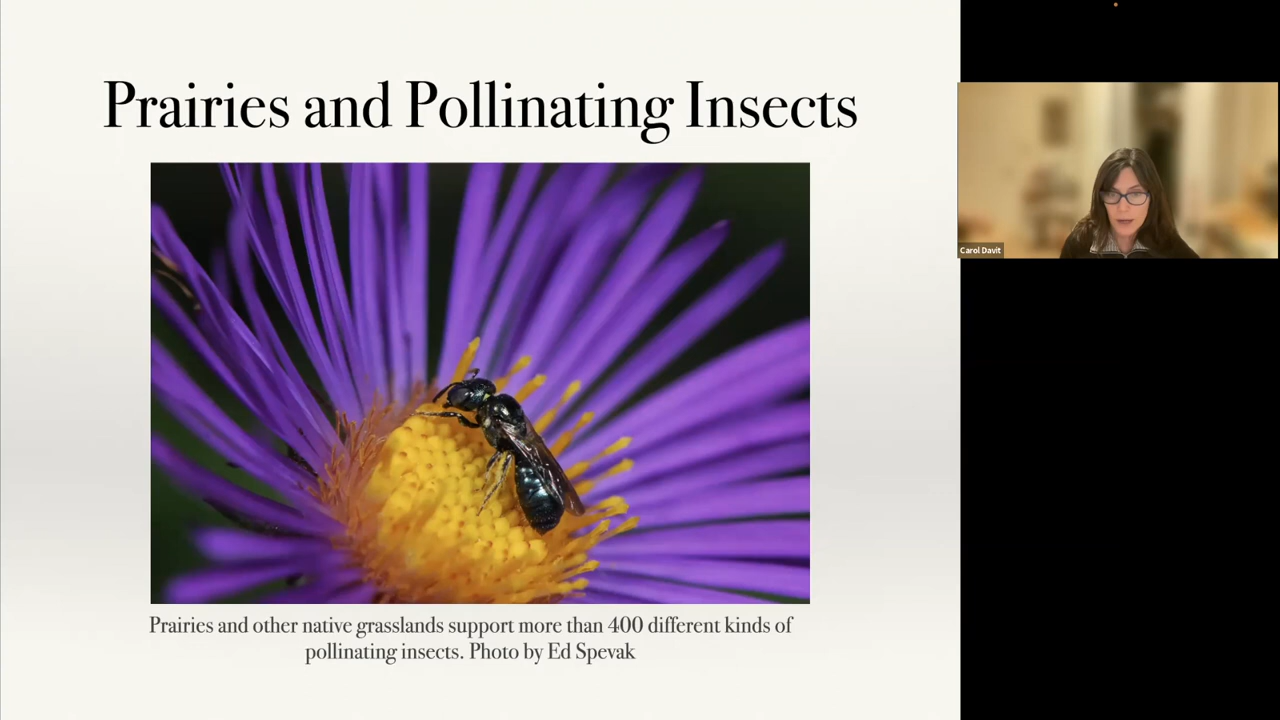 Prairies and Pollinating Insects
Carol Davit
Prairies and other native grasslands support more than 400 different kinds of
pollinating insects. Photo by Ed Spevak